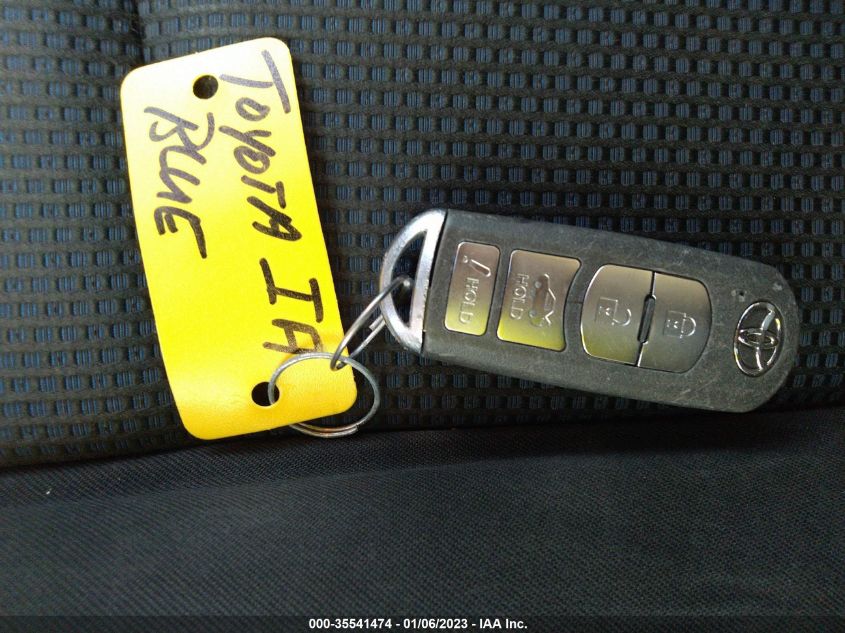 TOYOTA IA
BLUE
HOLD
HOLD
000-35541474 - 01/06/2023 - IAA Inc.